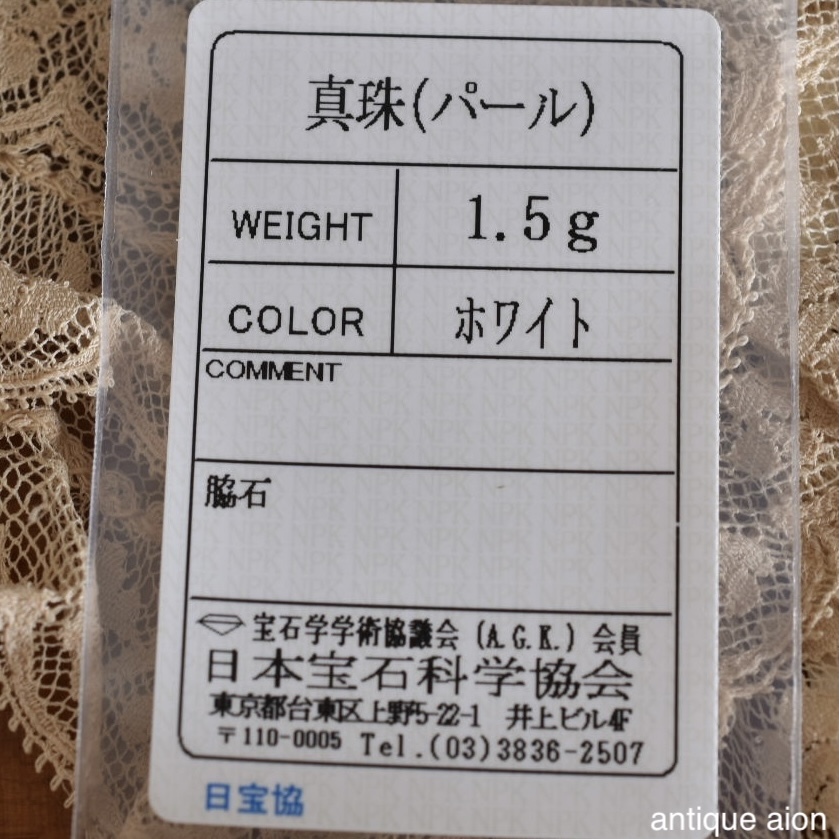 真珠(パール)
WEIGHT 1.5g
COLOR ホワイト
COMMENT
脇石
宝石学学術協議会 (A.G.K.) 会員
日本宝石科学協会
東京都台東区上野5-22-1 井上ビル4F
〒110-0005 Tel.(03)3836-2507
日宝協
antique aion